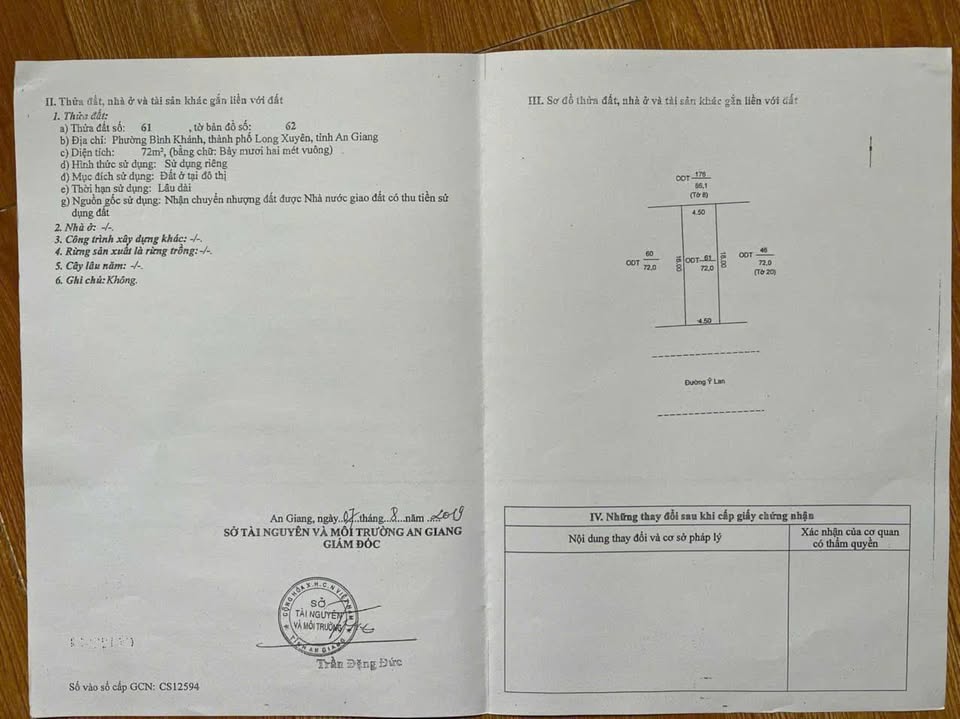 II. Thửa đất, nhà ở và tài sản khác gắn liền với đất
1. Thửa đất:
a) Thửa đất số: 61 , tờ bản đồ số: 62
b) Địa chỉ: Phường Bình Khánh, thành phố Long Xuyên, tỉnh An Giang
c) Diện tích: 72m², (bằng chữ: Bảy mươi hai mét vuông)
d) Hình thức sử dụng: Sử dụng riêng
đ) Mục đích sử dụng: Đất ở tại đô thị
e) Thời hạn sử dụng: Lâu dài
g) Nguồn gốc sử dụng: Nhận chuyển nhượng đất được Nhà nước giao đất có thu tiền sử
dụng đất
2. Nhà ở: -/-.
3. Công trình xây dựng khác: -/-.
4. Rừng sản xuất là rừng trồng: -/-.
5. Cây lâu năm: -/-.
6. Ghi chú: Không.
An Giang, ngày..07..tháng..8...năm ...2019
SỞ TÀI NGUYÊN VÀ MÔI TRƯỜNG AN GIANG
GIÁM ĐỐC
CỘNG HÒA X.H.C.N VIỆT NAM
SỞ
TÀI NGUYÊN
VÀ MÔI TRƯỜNG
TỈNH AN GIANG
Trần Đặng Đức
Số vào sổ cấp GCN: CS12594
III. Sơ đồ thửa đất, nhà ở và tài sản khác gắn liền với đất
ODT 176
(Tờ 8)
4.50
ODT 60
72,0
16.00
ODT 61
72,0
16.00
ODT 46
72,0
(Tờ 20)
4.50
Đường Ỷ Lan
IV. Những thay đổi sau khi cấp giấy chứng nhận
Nội dung thay đổi và cơ sở pháp lý
Xác nhận của cơ quan
có thẩm quyền